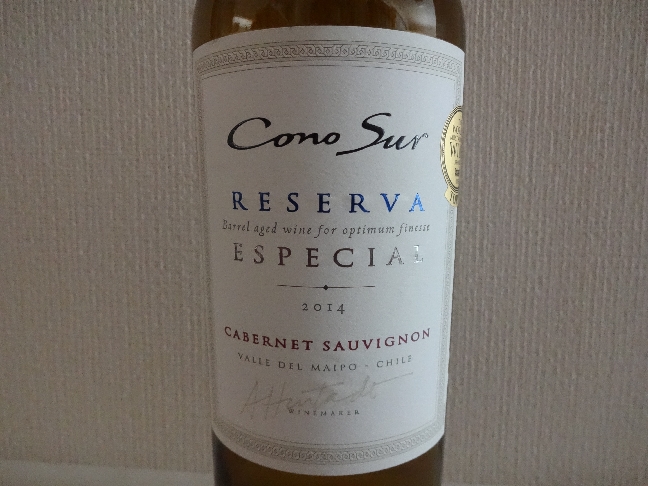 Cono Sur
RESERVA
Barrel aged wine for optimum finesse
ESPECIAL
2014
CABERNET SAUVIGNON
VALLE DEL MAIPO - CHILE
WINEMAKER